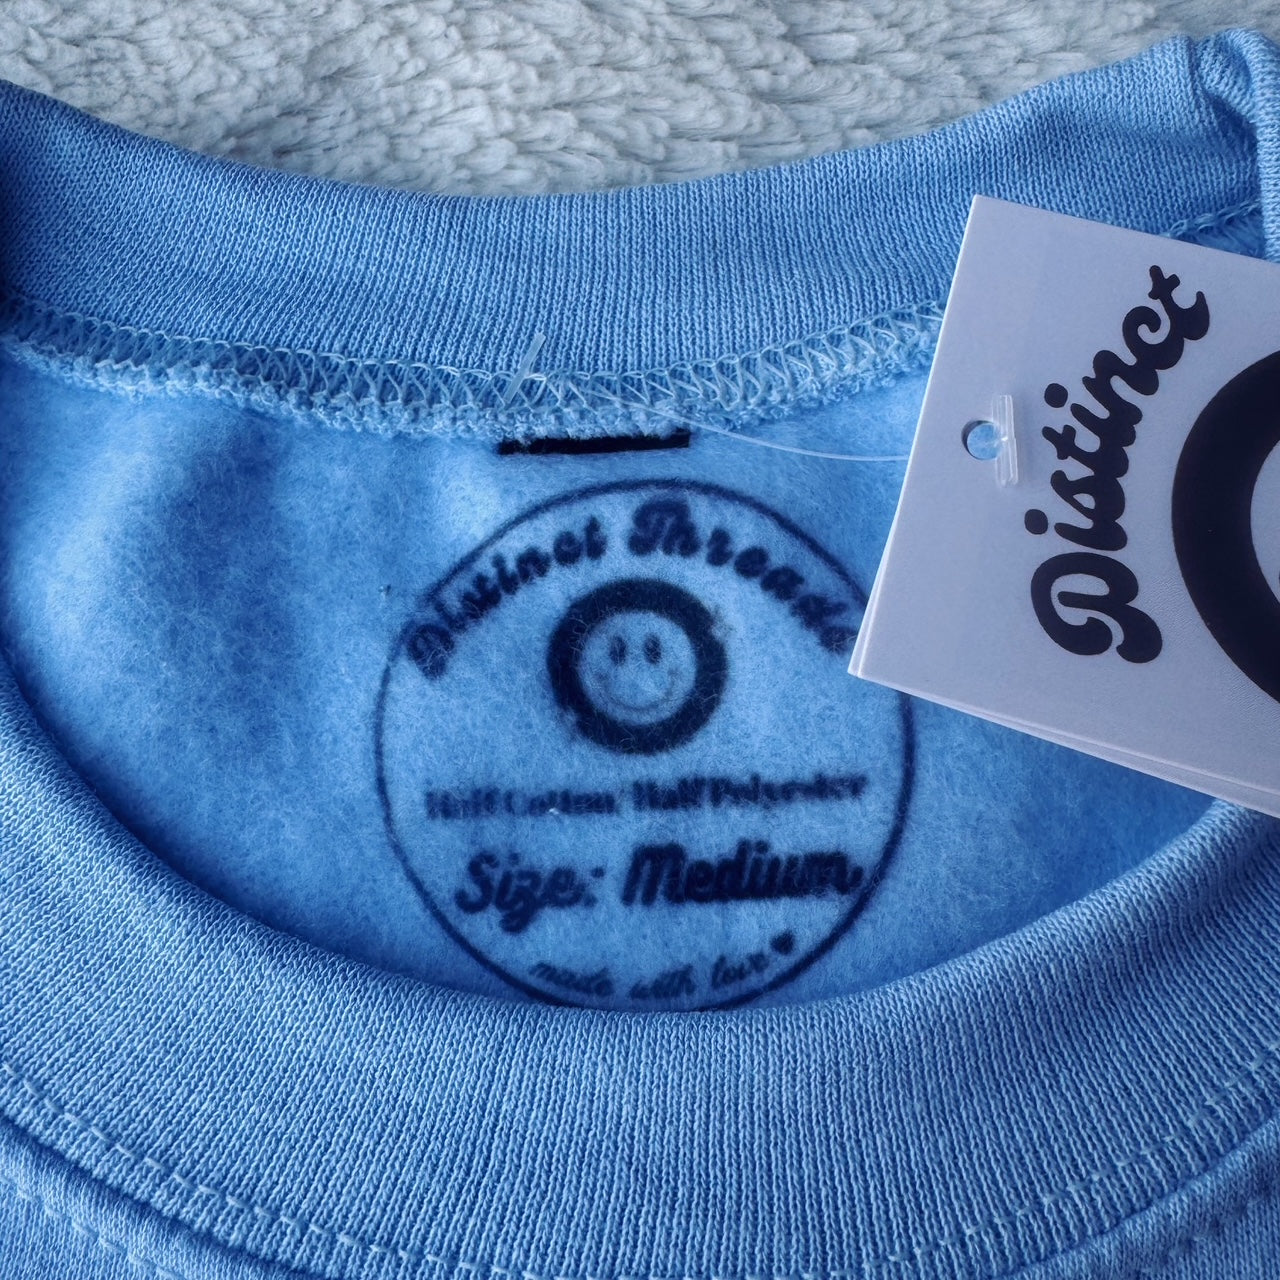 Distinct Threads
Half Cotton, Half Polyester
Size: Medium
made with love
Distinct